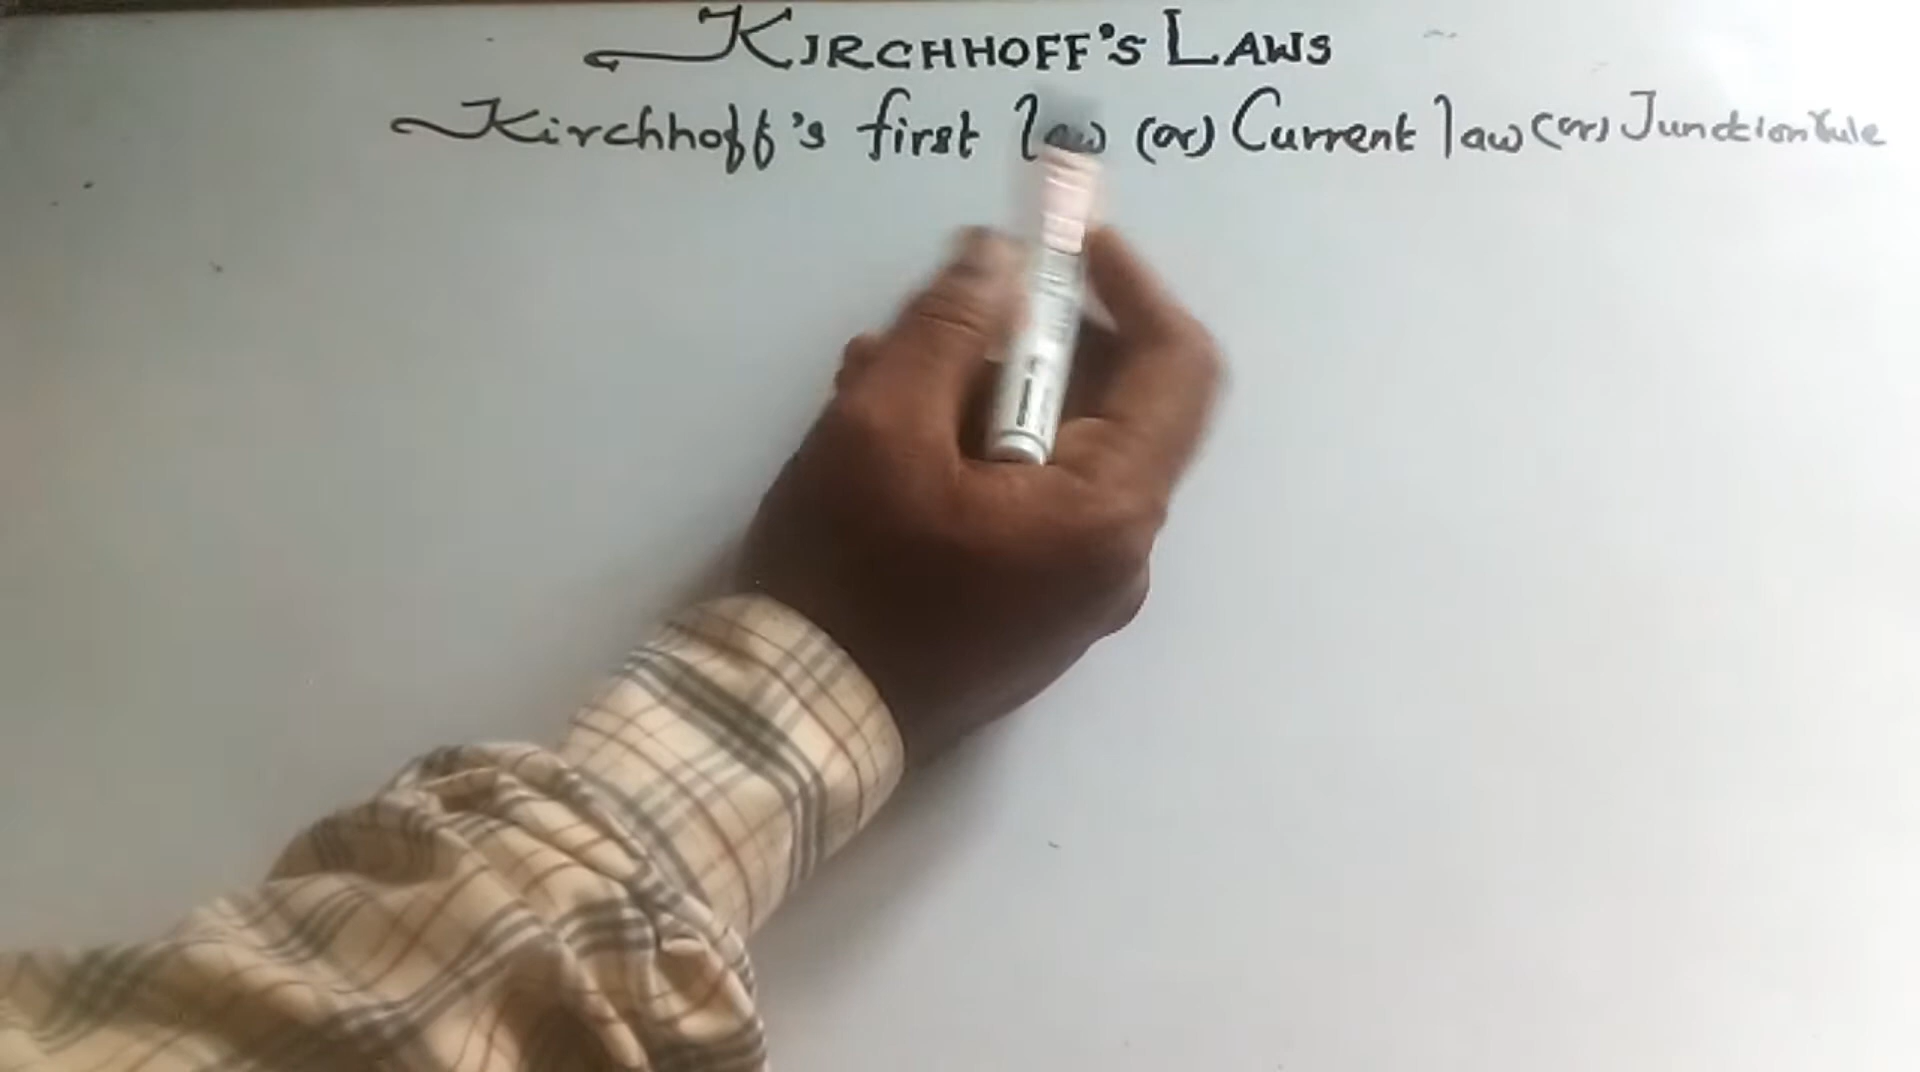 KIRCHHOFF'S LAWS
Kirchhoff's first law (or) Current law (or) Junction rule